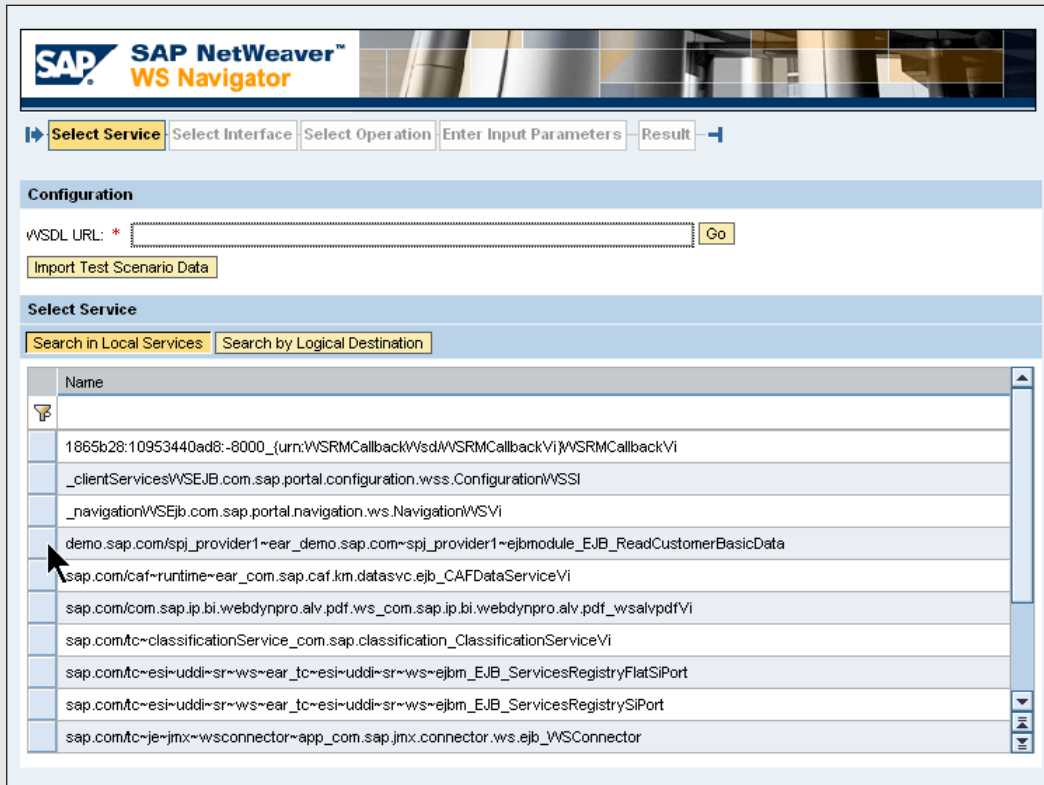 SAP
SAP NetWeaver™
WS Navigator
Select Service Select Interface Select Operation Enter Input Parameters Result
Configuration
WSDL URL: * Go
Import Test Scenario Data
Select Service
Search in Local Services Search by Logical Destination
Name
1865b28:10953440ad8:-8000_{urn:WSRMCallbackWsd/WSRMCallbackVi}WSRMCallbackVi
_clientServicesWSEJB.com.sap.portal.configuration.wss.ConfigurationWSSI
_navigationWSEjb.com.sap.portal.navigation.ws.NavigationWSVi
demo.sap.com/spj_provider1~ear_demo.sap.com~spj_provider1~ejbmodule_EJB_ReadCustomerBasicData
sap.com/caf~runtime~ear_com.sap.caf.km.datasvc.ejb_CAFDataServiceVi
sap.com/com.sap.ip.bi.webdynpro.alv.pdf.ws_com.sap.ip.bi.webdynpro.alv.pdf_wsalvpdfVi
sap.com/tc~classificationService_com.sap.classification_ClassificationServiceVi
sap.com/tc~esi~uddi~sr~ws~ear_tc~esi~uddi~sr~ws~ejbm_EJB_ServicesRegistryFlatSiPort
sap.com/tc~esi~uddi~sr~ws~ear_tc~esi~uddi~sr~ws~ejbm_EJB_ServicesRegistrySiPort
sap.com/tc~je~jmx~wsconnector~app_com.sap.jmx.connector.ws.ejb_WSConnector